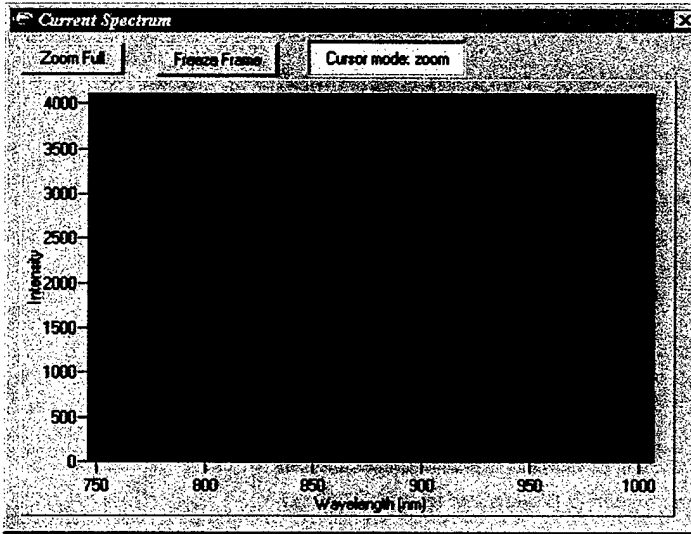 Current Spectrum
Zoom Full
Freeze Frame
Cursor mode: zoom
4000
3500
3000
2500
2000
1500
1000
500
0
Intensity
750
800
850
900
950
1000
Wavelength (nm)